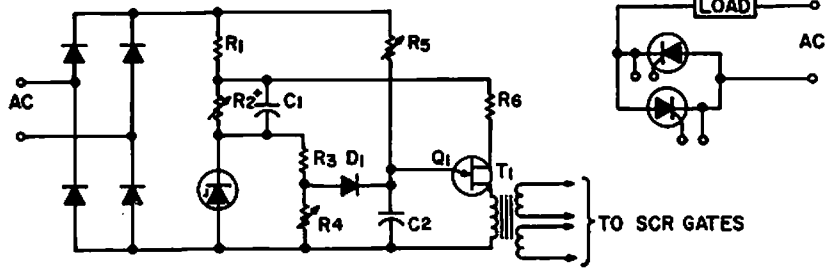 LOAD
AC
R1
R5
R2 +
C1
AC
R6
R3
D1
Q1
T1
R4
C2
TO SCR GATES